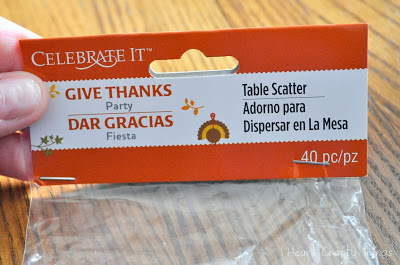 CELEBRATE IT™
GIVE THANKS
Party
DAR GRACIAS
Fiesta
Table Scatter
Adorno para
Dispersar en La Mesa
40 pc/pz
I Heart Crafty Things